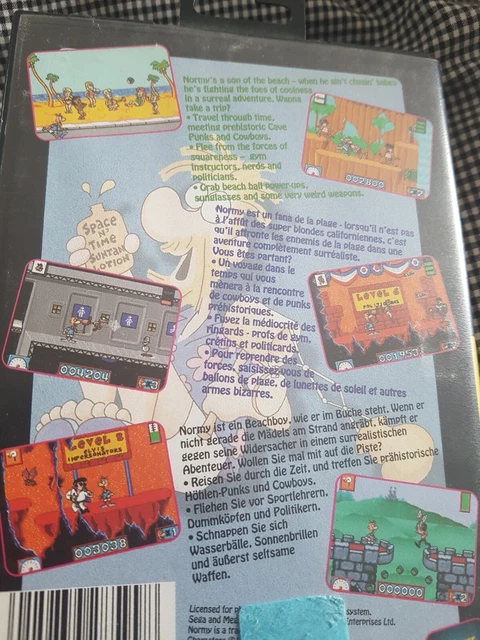 Normy's a son of the beach - when he ain't chasin' babes
he's fighting the foes of coolness
in a surreal adventure. Wanna
take a trip?
• Travel through time,
meeting prehistoric Cave
Punks and Cowboys.
• Flee from the forces of
squareness - gym
instructors, nerds and
politicians.
• Grab beach ball power-ups,
sunglasses and some very weird weapons.
002800
SPACE
N'
TIME
SUNTAN
LOTION
Normy est un fana de la plage - lorsqu'il n'est pas
à l'affût des super blondes californiennes, c'est
qu'il affronte les ennemis de la plage dans une
aventure complètement surréaliste.
Vous êtes partant?
• Un voyage dans le
temps qui vous
mènera à la rencontre
de cowboys et de punks
préhistoriques.
• Fuyez la médiocrité des
ringards - profs de gym,
crétins et politicards.
• Pour reprendre des
forces, saisissez-vous de
ballons de plage, de lunettes de soleil et autres
armes bizarres.
004204
LEVEL 6
001953
Normy ist ein Beachboy, wie er im Buche steht. Wenn er
nicht gerade die Mädels am Strand angräbt, kämpft er
gegen seine Widersacher in einem surrealistischen
Abenteuer. Wollen Sie mal mit auf die Piste?
• Reisen Sie durch die Zeit, und treffen Sie prähistorische
Höhlen-Punks und Cowboys.
• Fliehen Sie vor Sportlehrern,
Dummköpfen und Politikern.
• Schnappen Sie sich
Wasserbälle, Sonnenbrillen
und äußerst seltsame
Waffen.
LEVEL 8
ELVIS
IMPERSONATORS
003038
000000
Licensed for
system.
Sega and
Enterprises Ltd.
Normy is a